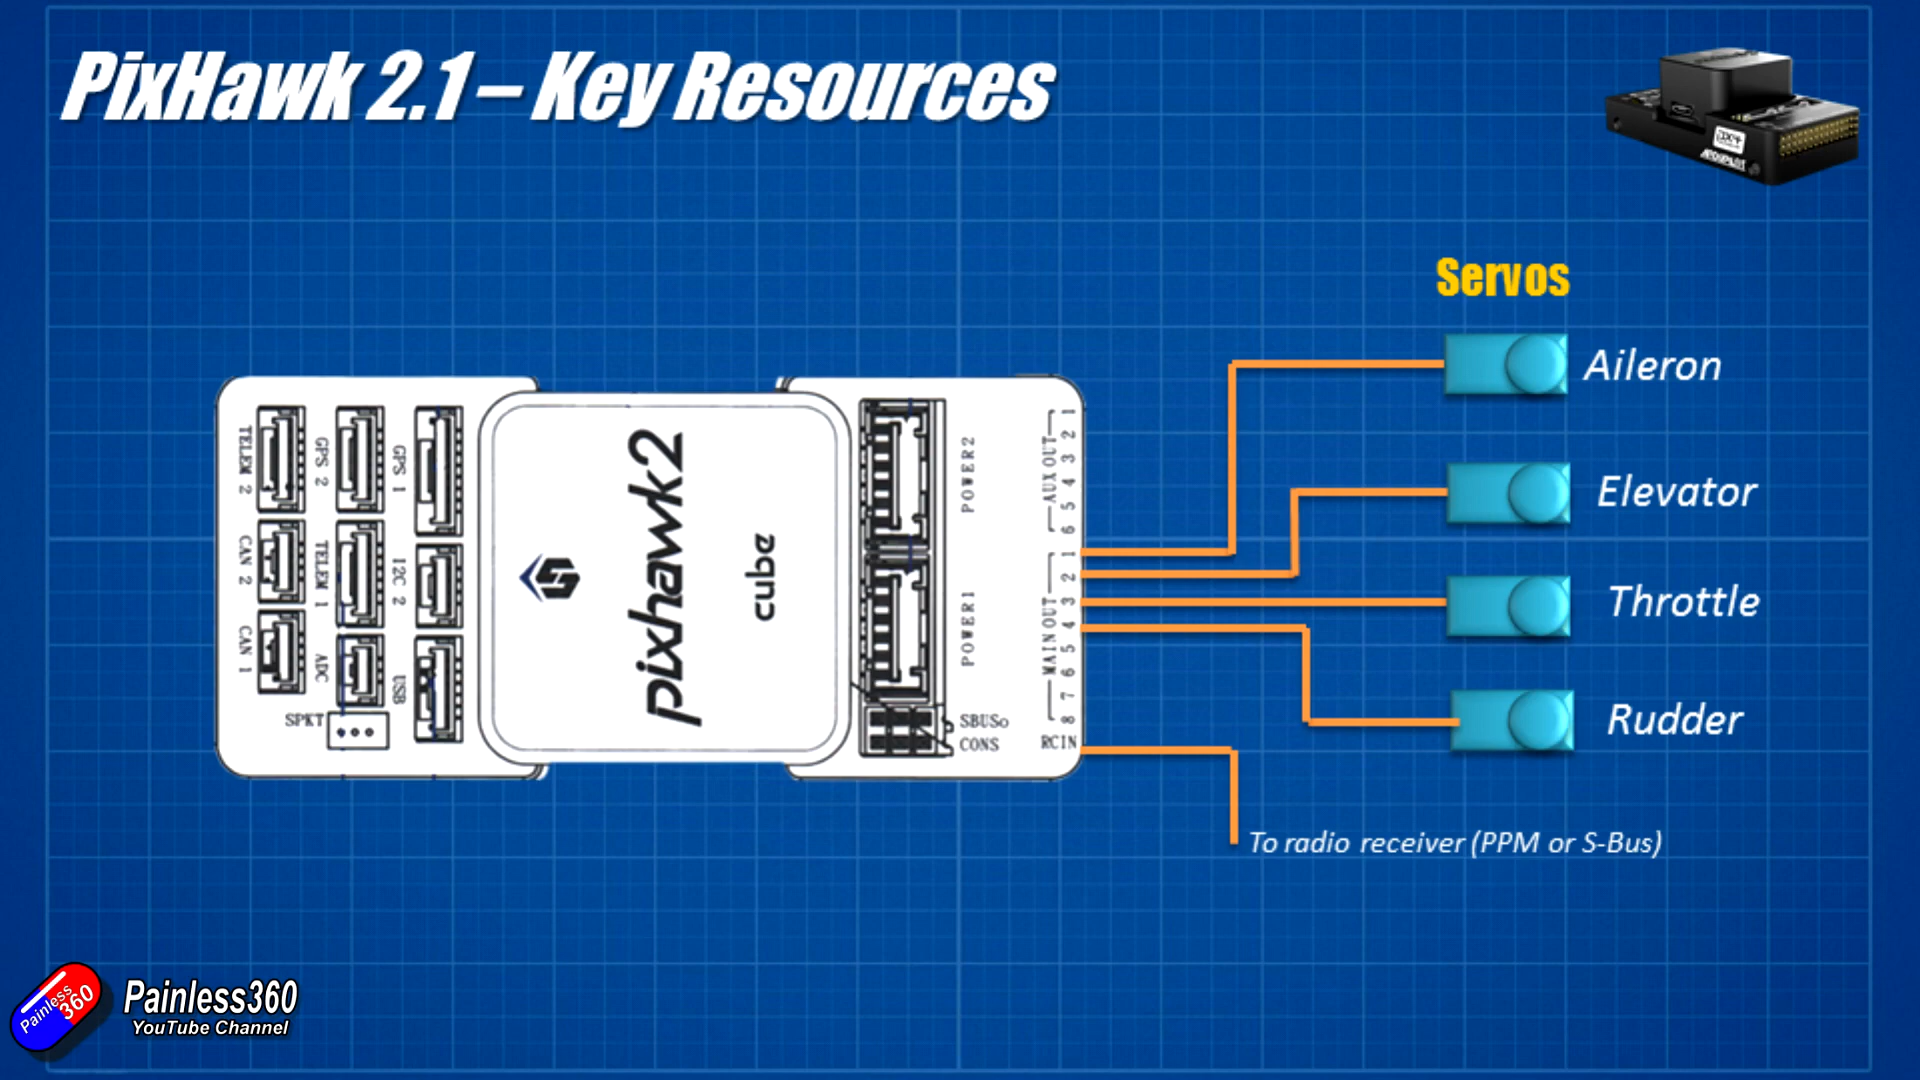 PixHawk 2.1 – Key Resources
Servos
Aileron
Elevator
Throttle
Rudder
To radio receiver (PPM or S-Bus)
TELEM 2
GPS 2
GPS 1
CAN 2
TELEM 1
I2C 2
CAN 1
ADC
USB
SPKT
pixhawk2
cube
POWER2
POWER1
SBUSo
CONS
AUX OUT
1 2 3 4 5 6
MAIN OUT
1 2 3 4 5 6 7 8
RCIN
px4
ARDUPILOT
Painless
360
Painless360
YouTube Channel